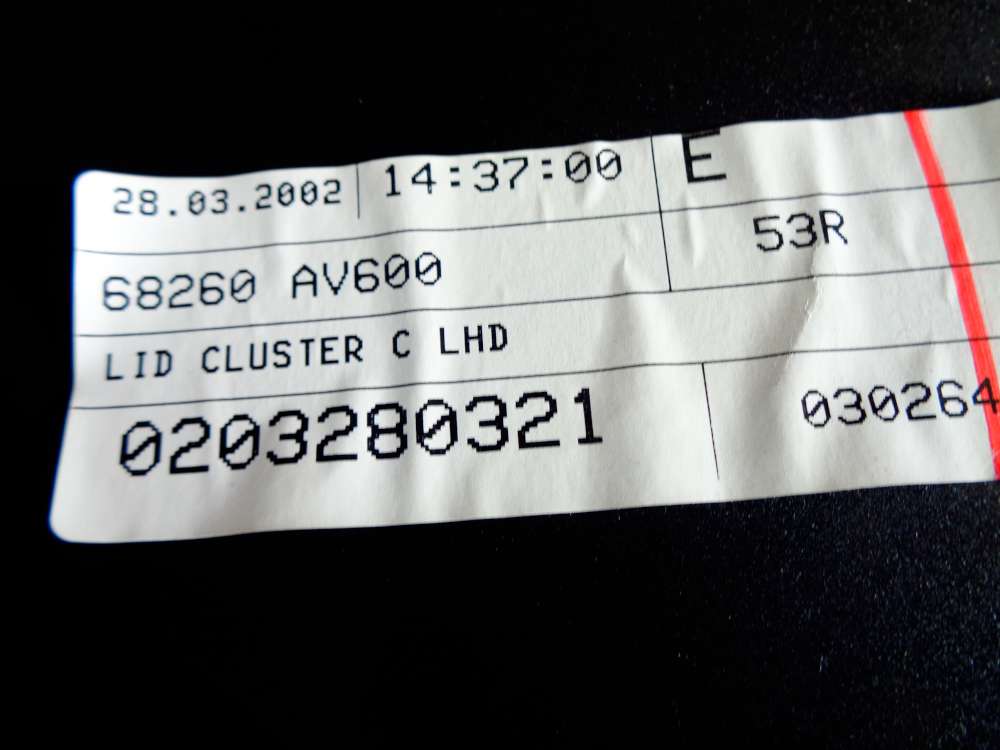 28.03.2002 14:37:00 E
68260 AV600 53R
LID CLUSTER C LHD
0203280321 030264